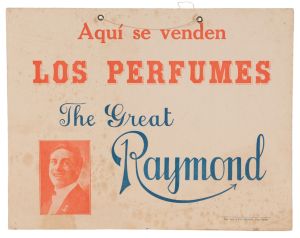 Aquí se venden
LOS PERFUMES
The Great
Raymond